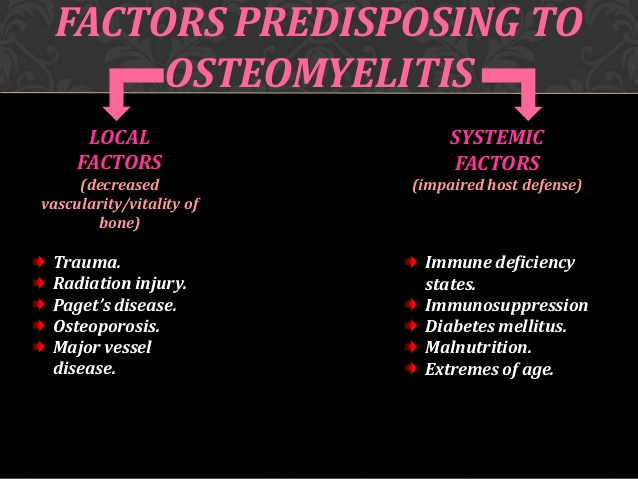 FACTORS PREDISPOSING TO
OSTEOMYELITIS
LOCAL
FACTORS
(decreased
vascularity/vitality of
bone)
Trauma.
Radiation injury.
Paget's disease.
Osteoporosis.
Major vessel
disease.
SYSTEMIC
FACTORS
(impaired host defense)
Immune deficiency
states.
Immunosuppression
Diabetes mellitus.
Malnutrition.
Extremes of age.